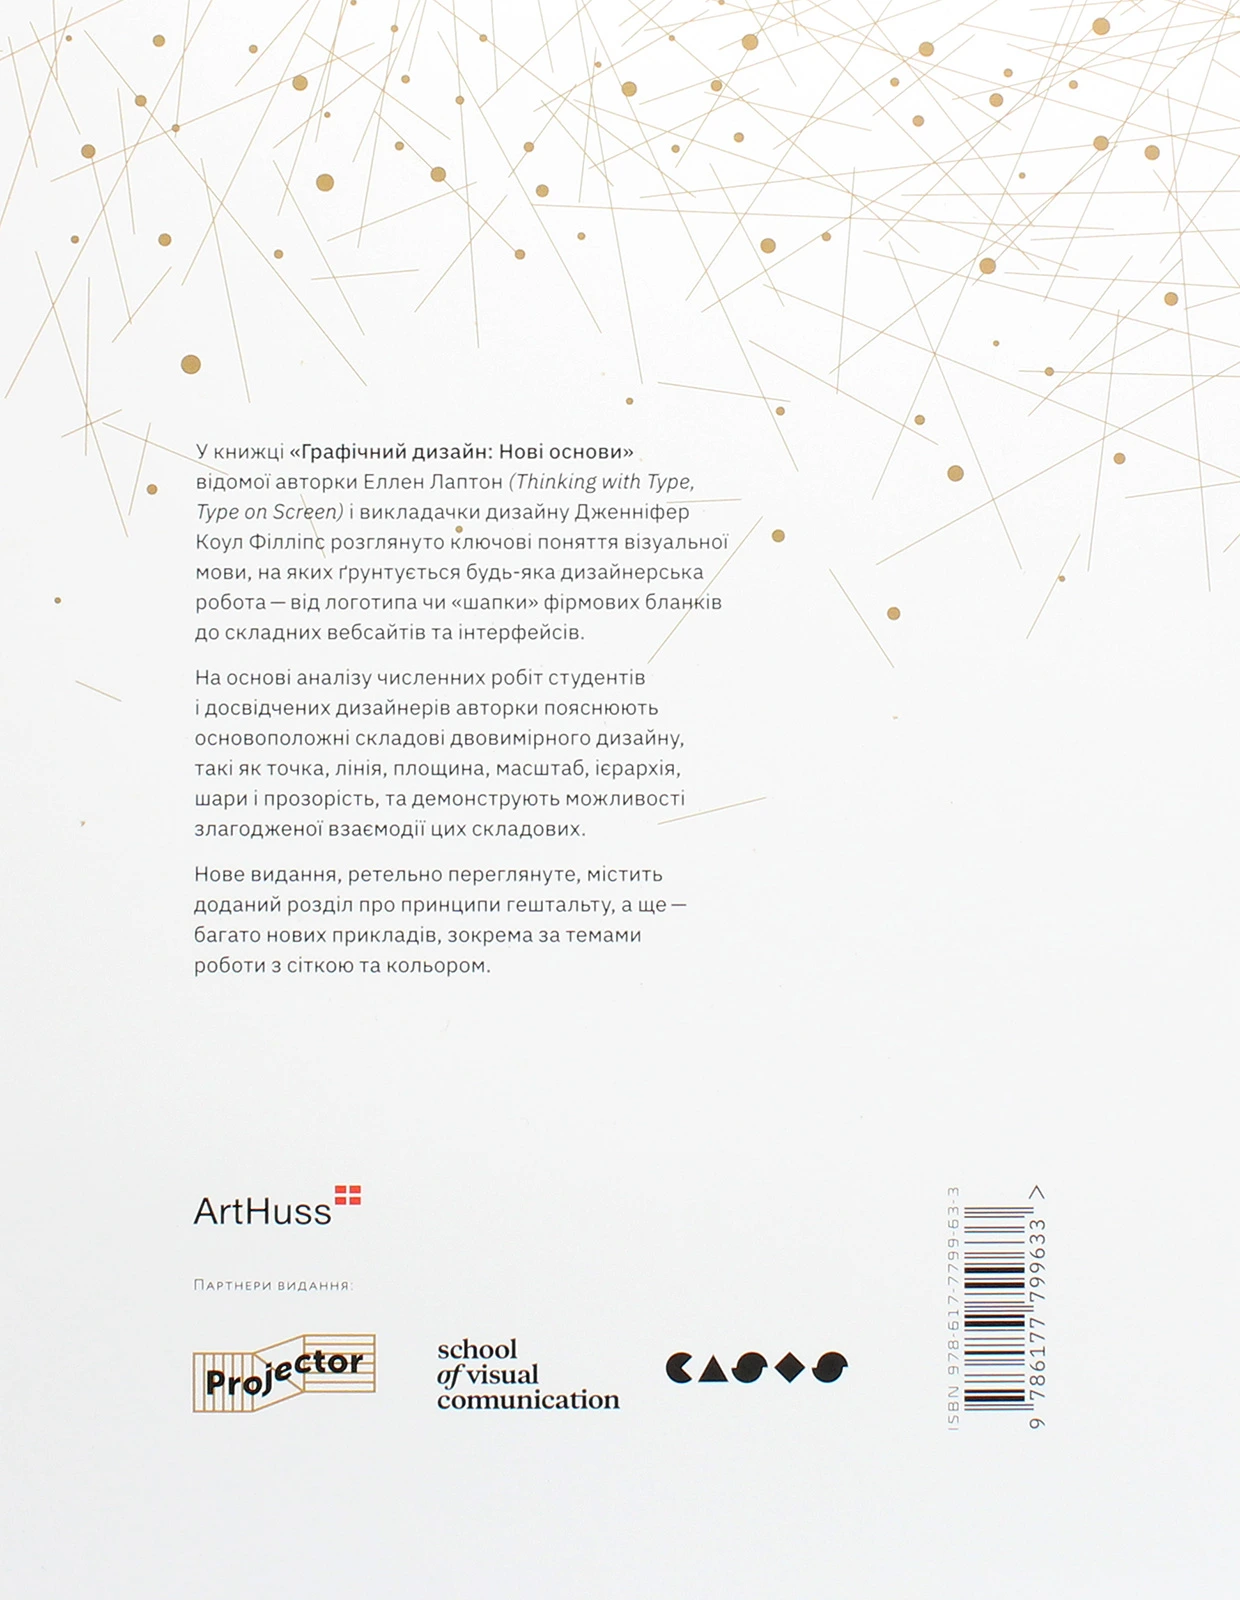 У книжці «Графічний дизайн: Нові основи»
відомої авторки Еллен Лаптон (Thinking with Type,
Type on Screen) і викладачки дизайну Дженніфер
Коул Філліпс розглянуто ключові поняття візуальної
мови, на яких ґрунтується будь-яка дизайнерська
робота — від логотипа чи «шапки» фірмових бланків
до складних вебсайтів та інтерфейсів.
На основі аналізу численних робіт студентів
і досвідчених дизайнерів авторки пояснюють
основоположні складові двовимірного дизайну,
такі як точка, лінія, площина, масштаб, ієрархія,
шари і прозорість, та демонструють можливості
злагодженої взаємодії цих складових.
Нове видання, ретельно переглянуте, містить
доданий розділ про принципи гештальту, а ще —
багато нових прикладів, зокрема за темами
роботи з сіткою та кольором.
ArtHuss
Партнери видання:
Projector
school
of visual
communication
CASES
ISBN 978-617-7799-63-3
9 786177 799633 >